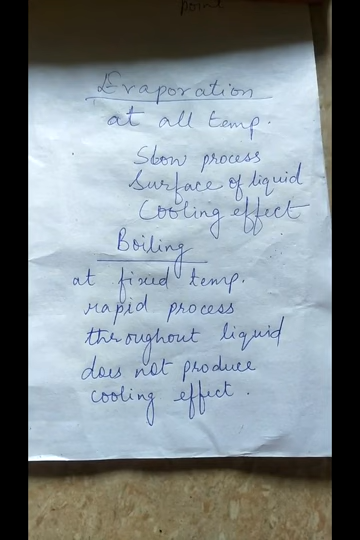 point
Evaporation
at all temp.
Slow process
Surface of liquid
Cooling effect
Boiling
at fixed temp.
rapid process
throughout liquid
does not produce
cooling effect.